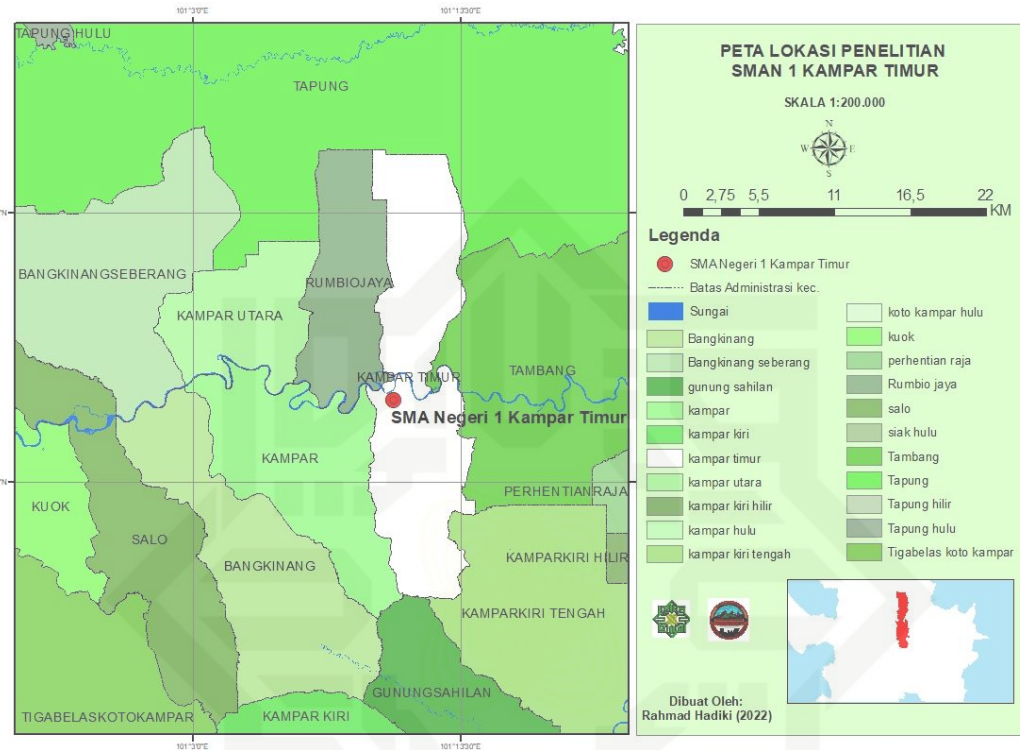 101°3'0"E
101°13'30"E
TAPUNG HULU
TAPUNG
BANGKINANGSEBERANG
RUMBIOJAYA
KAMPAR UTARA
KAMPAR TIMUR
TAMBANG
SMA Negeri 1 Kampar Timur
KAMPAR
PERHENTIANRAJA
KUOK
SALO
BANGKINANG
KAMPARKIRI HILIR
KAMPARKIRI TENGAH
GUNUNGSAHILAN
TIGABELASKOTOKAMPAR
KAMPAR KIRI
101°3'0"E
101°13'30"E
PETA LOKASI PENELITIAN
SMAN 1 KAMPAR TIMUR
SKALA 1:200.000
N
W E
S
0 2,75 5,5 11 16,5 22
KM
Legenda
SMA Negeri 1 Kampar Timur
Batas Administrasi kec.
Sungai
Bangkinang
Bangkinang seberang
gunung sahilan
kampar
kampar kiri
kampar timur
kampar utara
kampar kiri hilir
kampar hulu
kampar kiri tengah
koto kampar hulu
kuok
perhentian raja
Rumbio jaya
salo
siak hulu
Tambang
Tapung
Tapung hilir
Tapung hulu
Tigabelas koto kampar
Dibuat Oleh:
Rahmad Hadiki (2022)